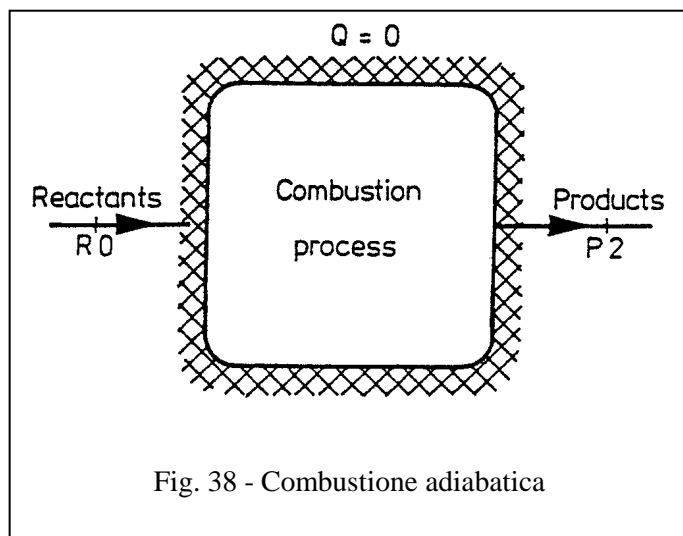 Q = 0
Reactants
R0
Combustion
process
Products
P2
Fig. 38 - Combustione adiabatica